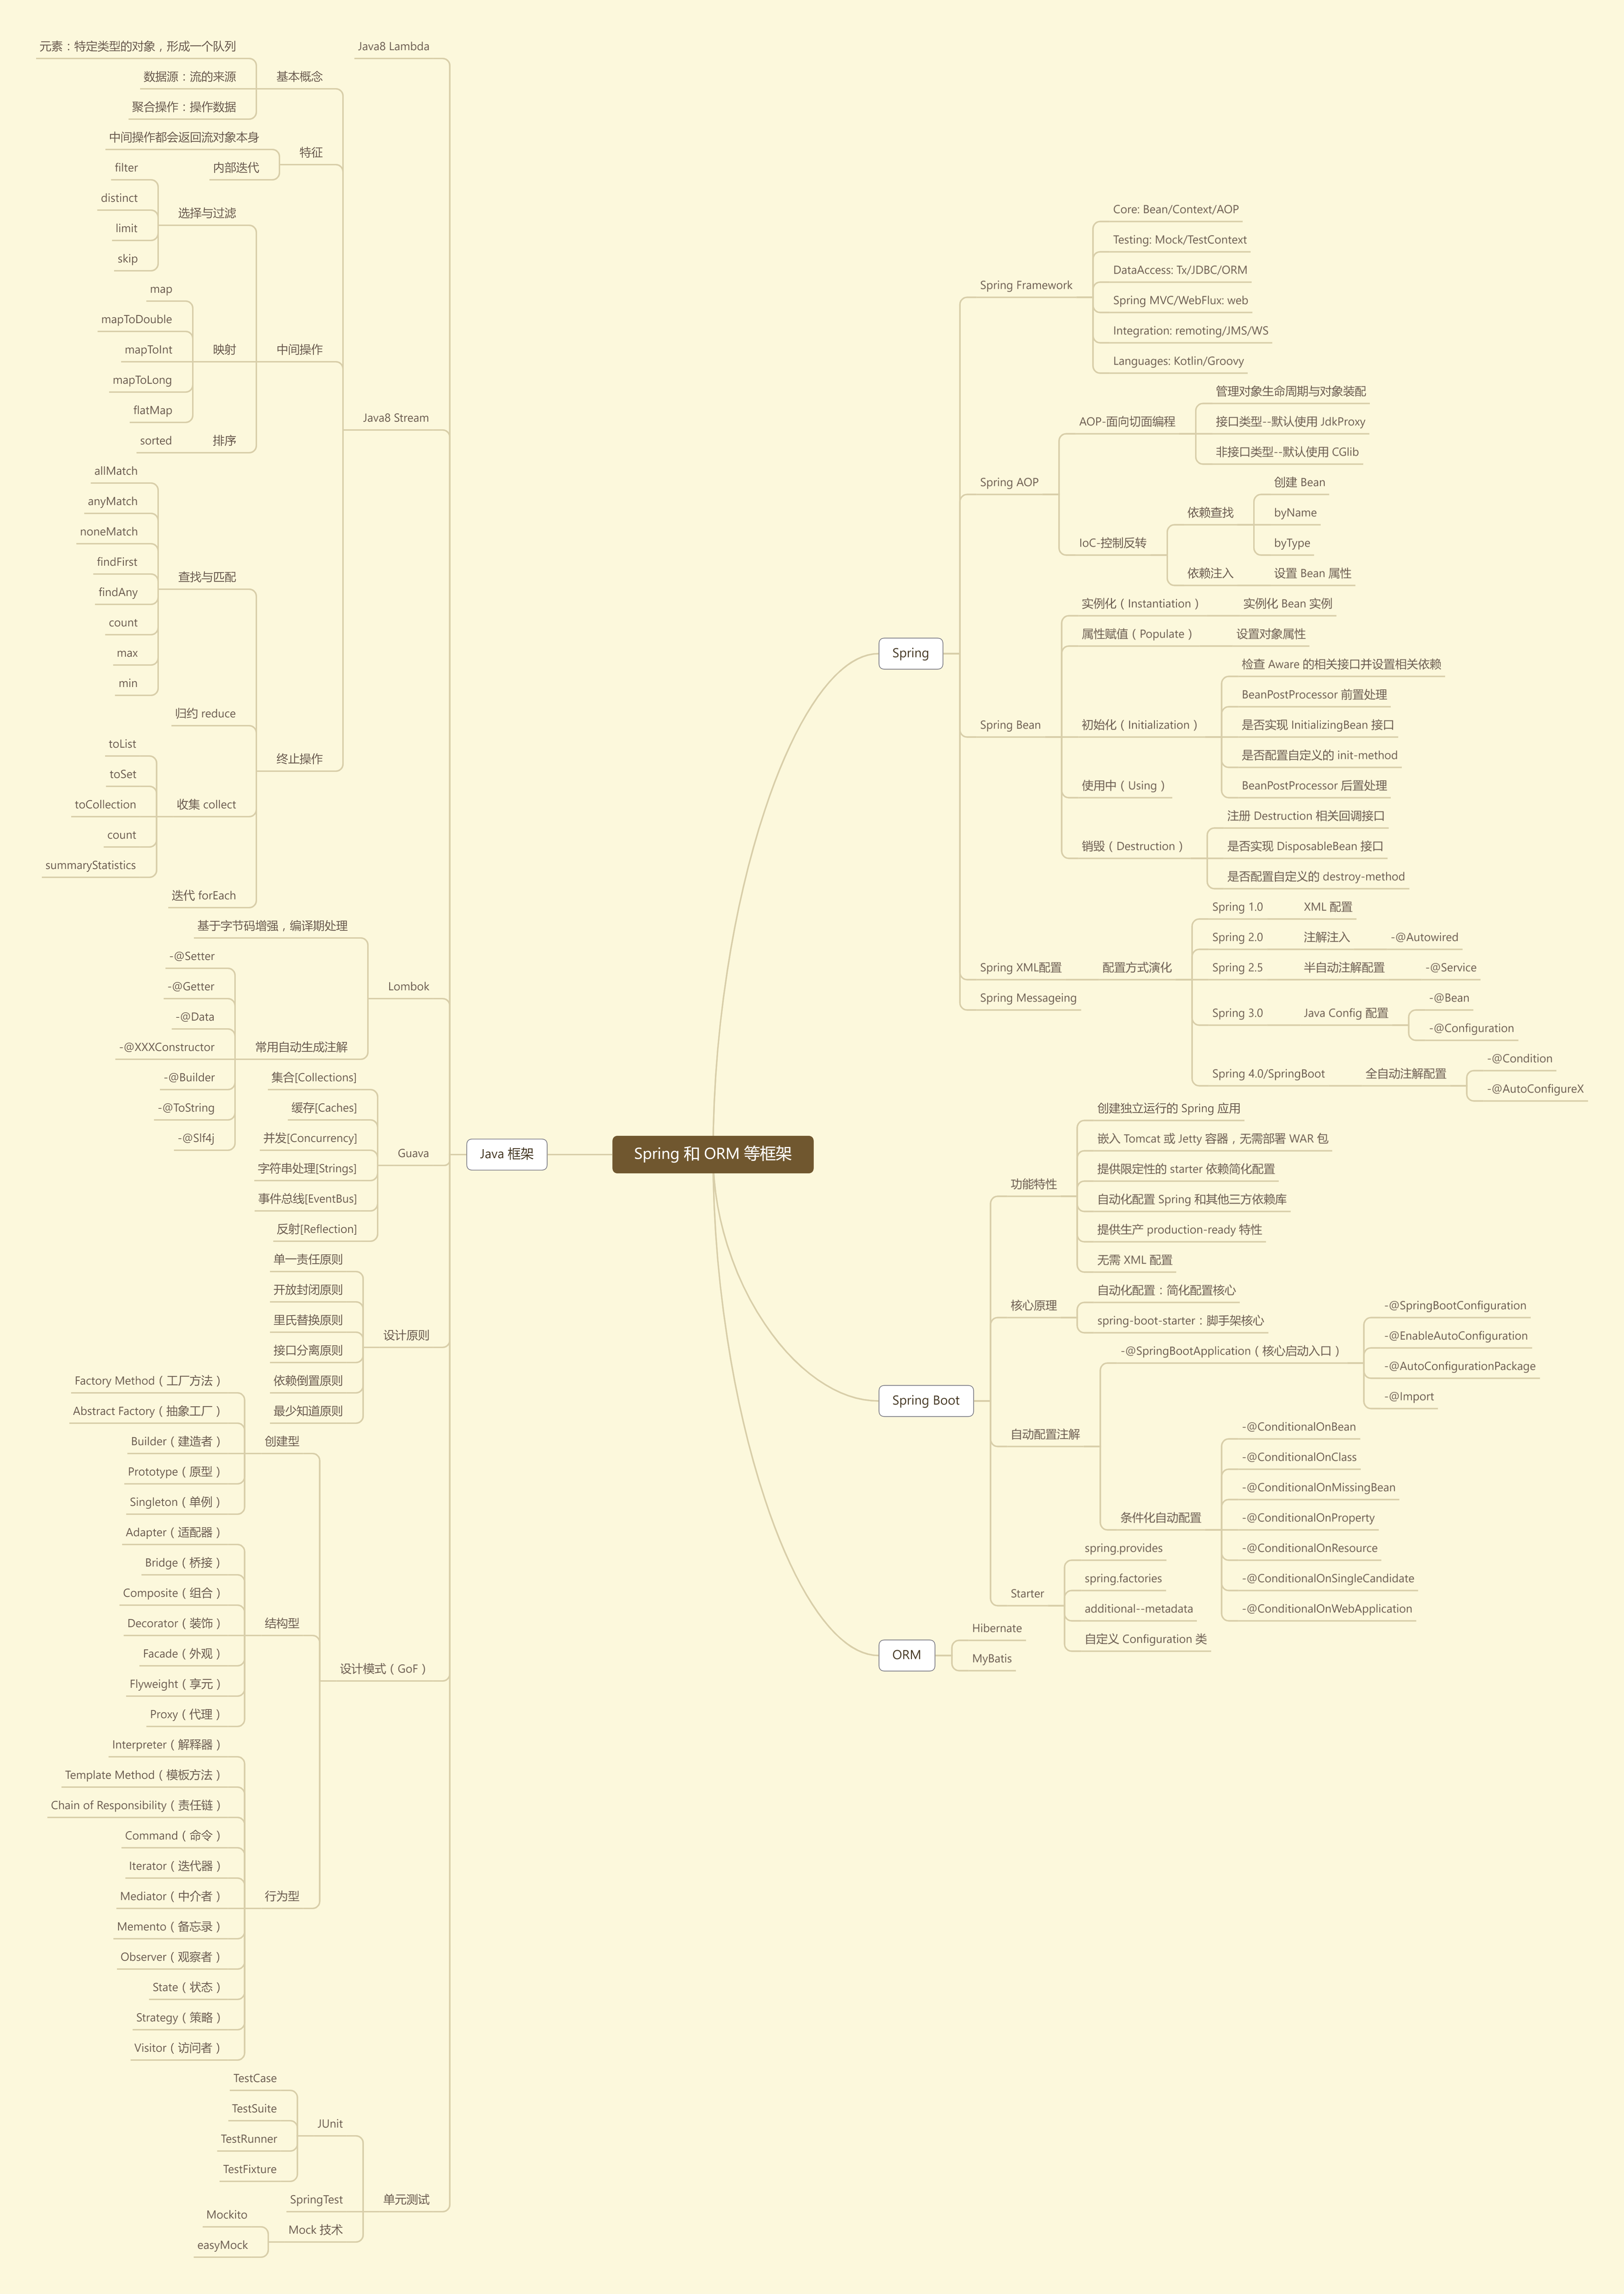 Spring 和 ORM 等框架
Spring
Spring Framework
Core: Bean/Context/AOP
Testing: Mock/TestContext
DataAccess: Tx/JDBC/ORM
Spring MVC/WebFlux: web
Integration: remoting/JMS/WS
Languages: Kotlin/Groovy
Spring AOP
AOP-面向切面编程
管理对象生命周期与对象装配
接口类型--默认使用 JdkProxy
非接口类型--默认使用 CGlib
IoC-控制反转
依赖查找
创建 Bean
byName
byType
依赖注入
设置 Bean 属性
Spring Bean
实例化（Instantiation）
实例化 Bean 实例
属性赋值（Populate）
设置对象属性
初始化（Initialization）
检查 Aware 的相关接口并设置相关依赖
BeanPostProcessor 前置处理
是否实现 InitializingBean 接口
是否配置自定义的 init-method
BeanPostProcessor 后置处理
使用中（Using）
销毁（Destruction）
注册 Destruction 相关回调接口
是否实现 DisposableBean 接口
是否配置自定义的 destroy-method
Spring XML配置
配置方式演化
Spring 1.0
XML 配置
Spring 2.0
注解注入
-@Autowired
Spring 2.5
半自动注解配置
-@Service
Spring 3.0
Java Config 配置
-@Bean
-@Configuration
Spring 4.0/SpringBoot
全自动注解配置
-@Condition
-@AutoConfigureX
Spring Messageing
Spring Boot
功能特性
创建独立运行的 Spring 应用
嵌入 Tomcat 或 Jetty 容器，无需部署 WAR 包
提供限定性的 starter 依赖简化配置
自动化配置 Spring 和其他三方依赖库
提供生产 production-ready 特性
无需 XML 配置
核心原理
自动化配置：简化配置核心
spring-boot-starter：脚手架核心
自动配置注解
-@SpringBootApplication（核心启动入口）
-@SpringBootConfiguration
-@EnableAutoConfiguration
-@AutoConfigurationPackage
-@Import
条件化自动配置
-@ConditionalOnBean
-@ConditionalOnClass
-@ConditionalOnMissingBean
-@ConditionalOnProperty
-@ConditionalOnResource
-@ConditionalOnSingleCandidate
-@ConditionalOnWebApplication
Starter
spring.provides
spring.factories
additional--metadata
自定义 Configuration 类
ORM
Hibernate
MyBatis
Java 框架
Java8 Lambda
Java8 Stream
基本概念
元素：特定类型的对象，形成一个队列
数据源：流的来源
聚合操作：操作数据
特征
中间操作都会返回流对象本身
内部迭代
中间操作
选择与过滤
filter
distinct
limit
skip
映射
map
mapToDouble
mapToInt
mapToLong
flatMap
排序
sorted
终止操作
查找与匹配
allMatch
anyMatch
noneMatch
findFirst
findAny
count
max
min
归约 reduce
收集 collect
toList
toSet
toCollection
count
summaryStatistics
迭代 forEach
Lombok
基于字节码增强，编译期处理
常用自动生成注解
-@Setter
-@Getter
-@Data
-@XXXConstructor
-@Builder
-@ToString
-@Slf4j
Guava
集合[Collections]
缓存[Caches]
并发[Concurrency]
字符串处理[Strings]
事件总线[EventBus]
反射[Reflection]
设计原则
单一责任原则
开放封闭原则
里氏替换原则
接口分离原则
依赖倒置原则
最少知道原则
设计模式（GoF）
创建型
Factory Method（工厂方法）
Abstract Factory（抽象工厂）
Builder（建造者）
Prototype（原型）
Singleton（单例）
结构型
Adapter（适配器）
Bridge（桥接）
Composite（组合）
Decorator（装饰）
Facade（外观）
Flyweight（享元）
Proxy（代理）
行为型
Interpreter（解释器）
Template Method（模板方法）
Chain of Responsibility（责任链）
Command（命令）
Iterator（迭代器）
Mediator（中介者）
Memento（备忘录）
Observer（观察者）
State（状态）
Strategy（策略）
Visitor（访问者）
单元测试
JUnit
TestCase
TestSuite
TestRunner
TestFixture
SpringTest
Mock 技术
Mockito
easyMock